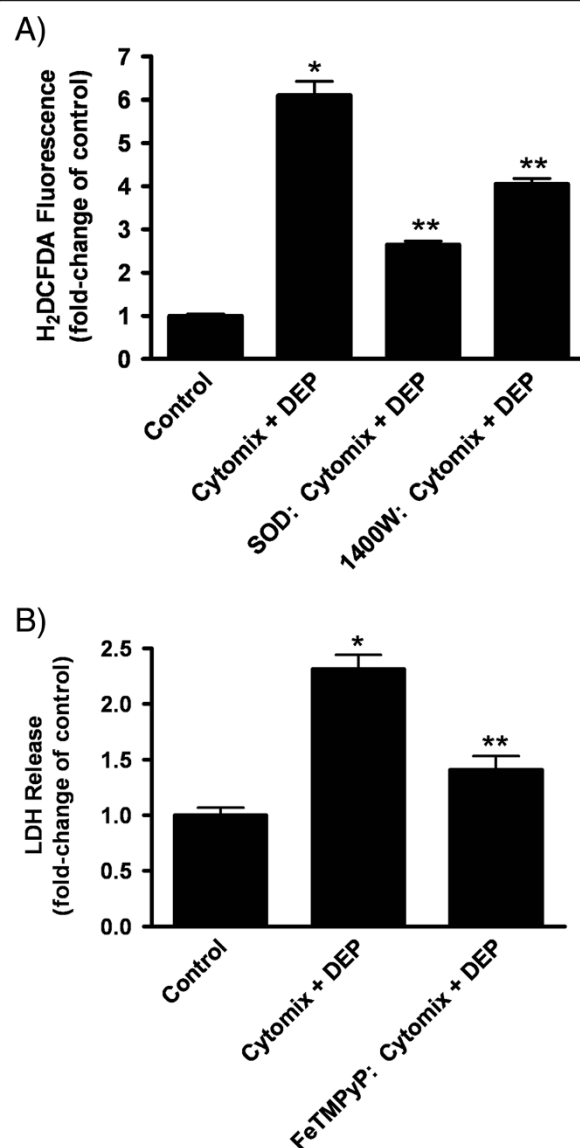 A)
H₂DCFDA Fluorescence
(fold-change of control)
7
6
5
4
3
2
1
0
*
**
**
Control
Cytomix + DEP
SOD: Cytomix + DEP
1400W: Cytomix + DEP
B)
LDH Release
(fold-change of control)
2.5
2.0
1.5
1.0
0.5
0.0
*
**
Control
Cytomix + DEP
FeTMPyP: Cytomix + DEP